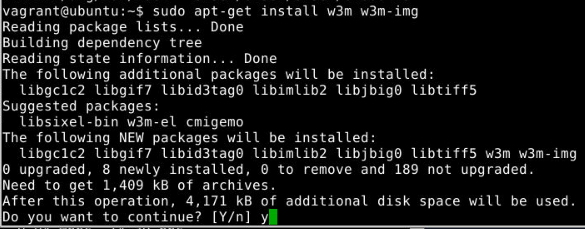 vagrant@ubuntu:~$ sudo apt-get install w3m w3m-img
Reading package lists... Done
Building dependency tree
Reading state information... Done
The following additional packages will be installed:
  libgc1c2 libgif7 libid3tag0 libimlib2 libjbig0 libtiff5
Suggested packages:
  libsixel-bin w3m-el cmigemo
The following NEW packages will be installed:
  libgc1c2 libgif7 libid3tag0 libimlib2 libjbig0 libtiff5 w3m w3m-img
0 upgraded, 8 newly installed, 0 to remove and 189 not upgraded.
Need to get 1,409 kB of archives.
After this operation, 4,171 kB of additional disk space will be used.
Do you want to continue? [Y/n] y